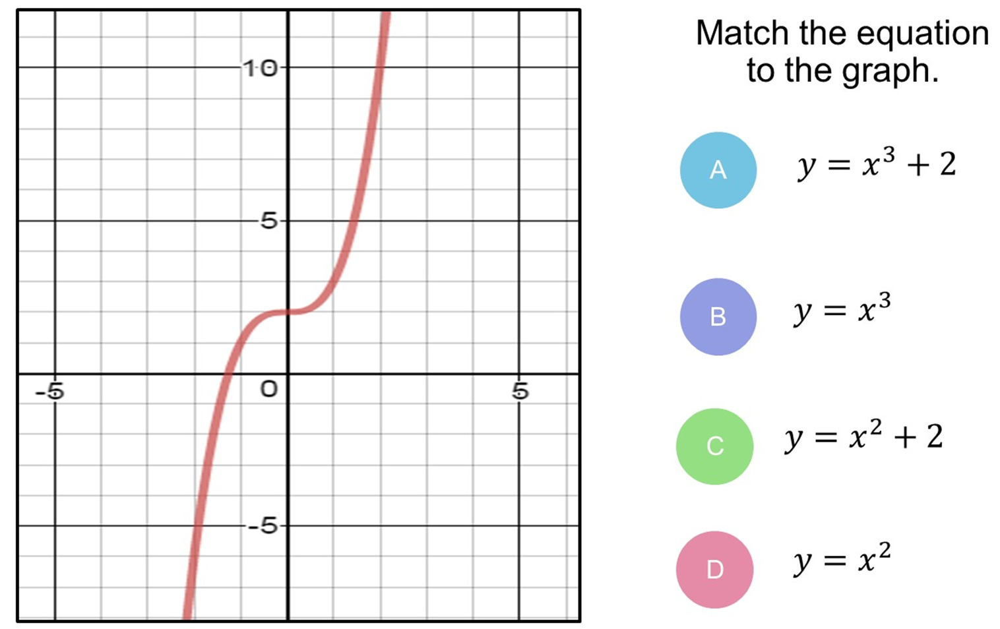 10
5
-5
0
5
-5
Match the equation
to the graph.
A y = x³ + 2
B y = x³
C y = x² + 2
D y = x²